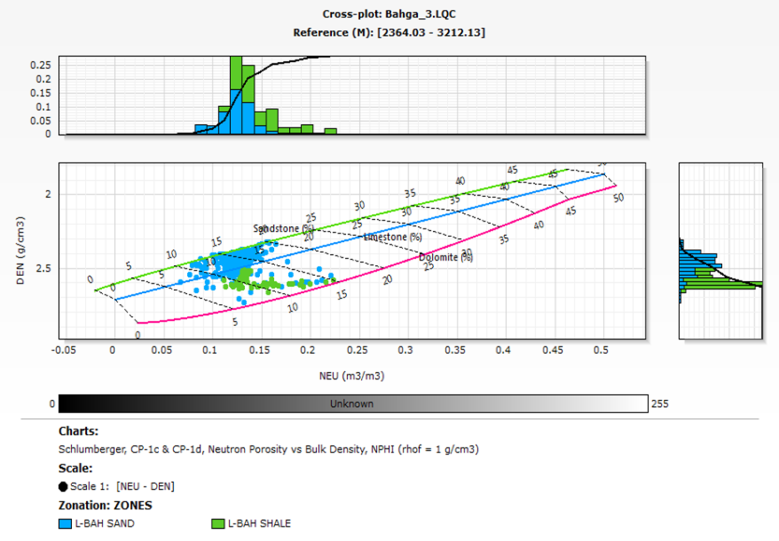 Cross-plot: Bahga_3.LQC
Reference (M): [2364.03 - 3212.13]
0.25
0.2
0.15
0.1
0.05
0
45
45
50
40
40
45
35
35
40
30
30
35
25
25
30
Sandstone (%)
20
Limestone (%)
25
Dolomite (%)
15
15
20
10
10
15
5
5
10
0
0
5
0
2
2.5
DEN (g/cm3)
-0.05 0 0.05 0.1 0.15 0.2 0.25 0.3 0.35 0.4 0.45 0.5
NEU (m3/m3)
0 Unknown 255
Charts:
Schlumberger, CP-1c & CP-1d, Neutron Porosity vs Bulk Density, NPHI (rhof = 1 g/cm3)
Scale:
Scale 1: [NEU - DEN]
Zonation: ZONES
L-BAH SAND L-BAH SHALE